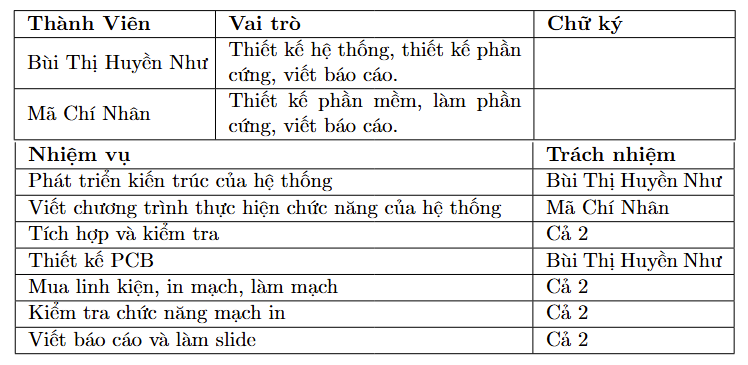 Thành Viên Vai trò Chữ ký
Bùi Thị Huyền Như Thiết kế hệ thống, thiết kế phần
cứng, viết báo cáo.
Mã Chí Nhân Thiết kế phần mềm, làm phần
cứng, viết báo cáo.
Nhiệm vụ Trách nhiệm
Phát triển kiến trúc của hệ thống Bùi Thị Huyền Như
Viết chương trình thực hiện chức năng của hệ thống Mã Chí Nhân
Tích hợp và kiểm tra Cả 2
Thiết kế PCB Bùi Thị Huyền Như
Mua linh kiện, in mạch, làm mạch Cả 2
Kiểm tra chức năng mạch in Cả 2
Viết báo cáo và làm slide Cả 2